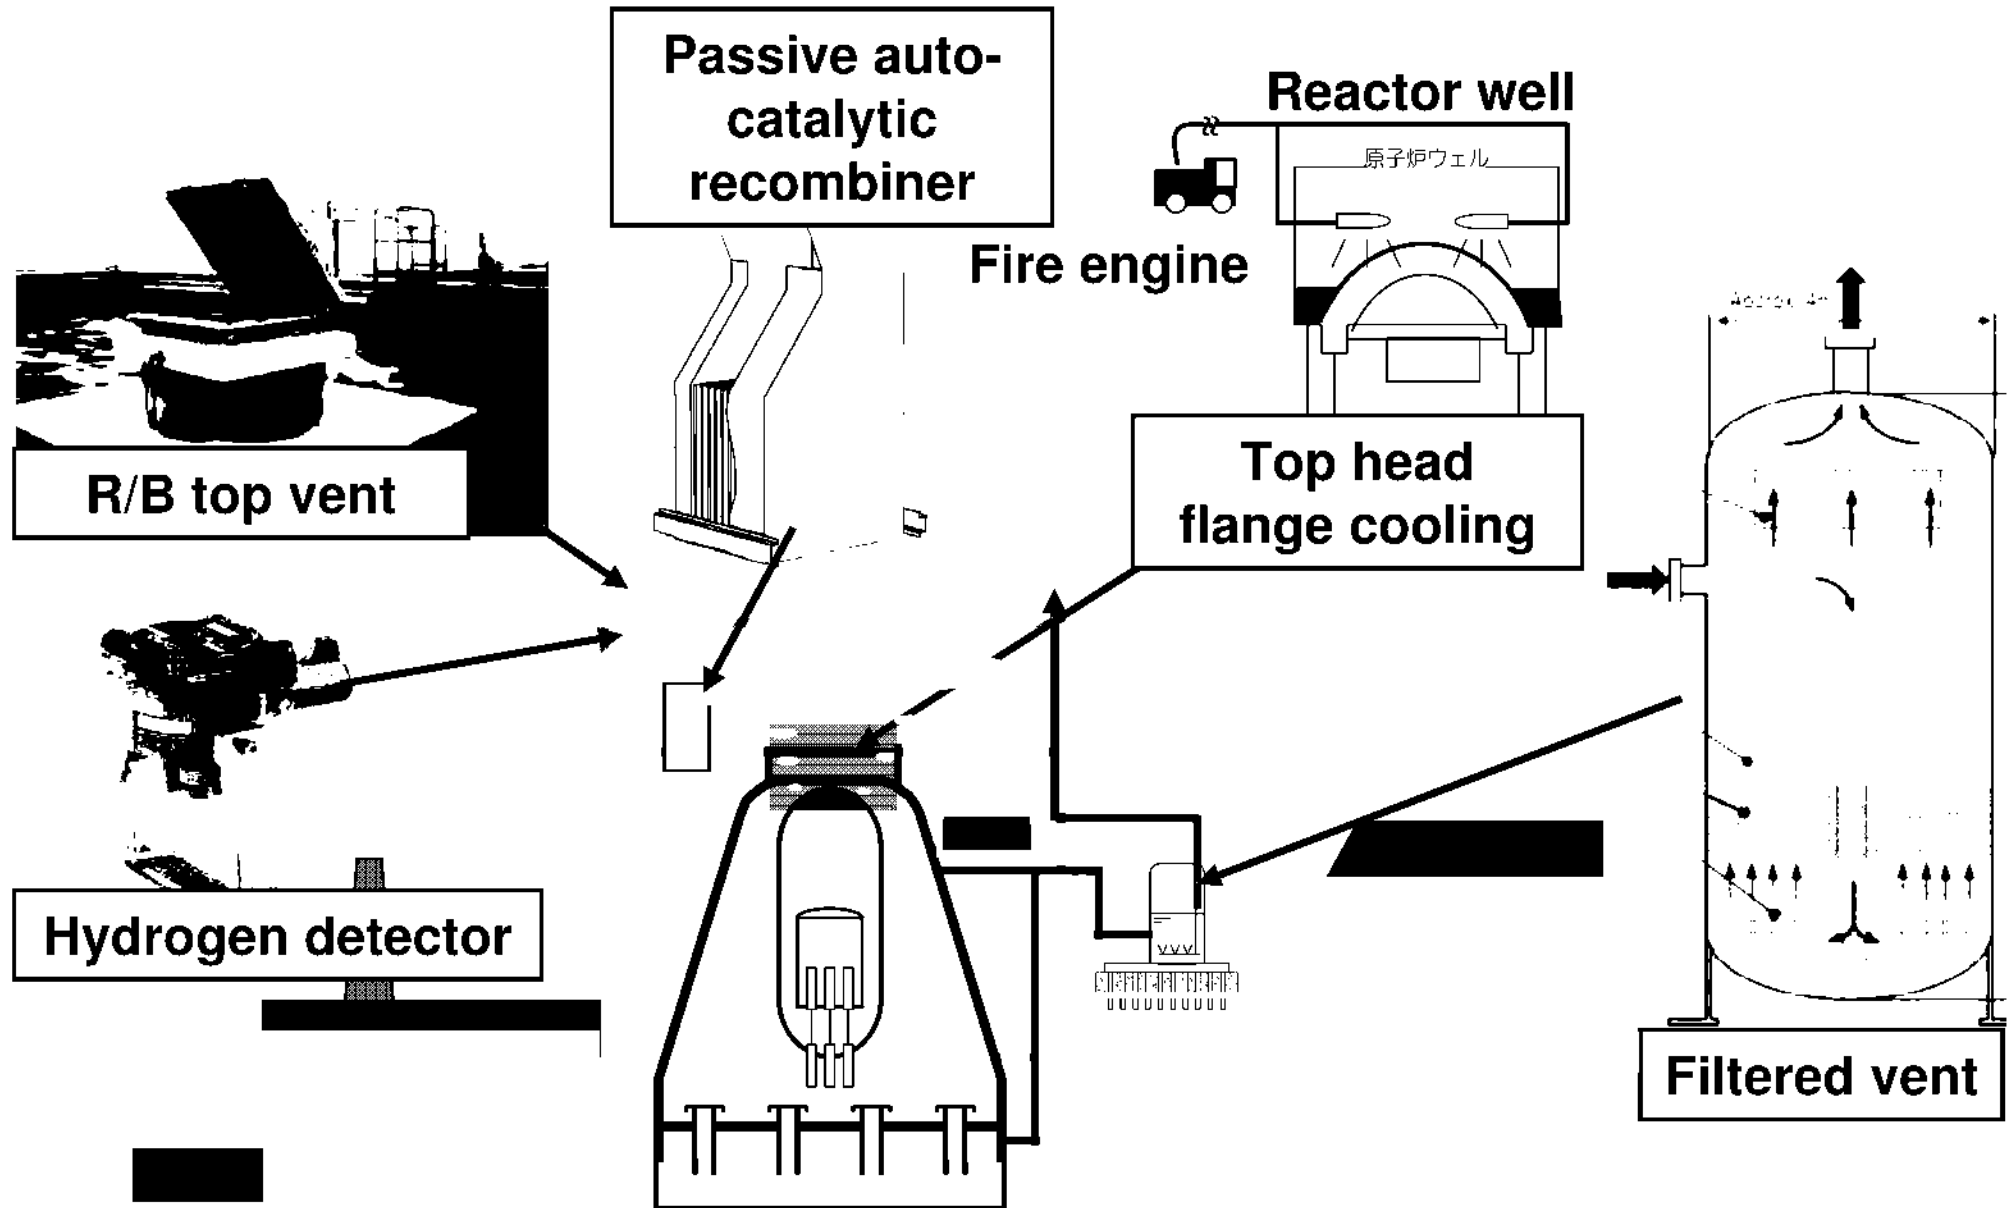 Passive auto-
catalytic
recombiner
Reactor well
原子炉ウェル
Fire engine
R/B top vent
Top head
flange cooling
Hydrogen detector
Filtered vent